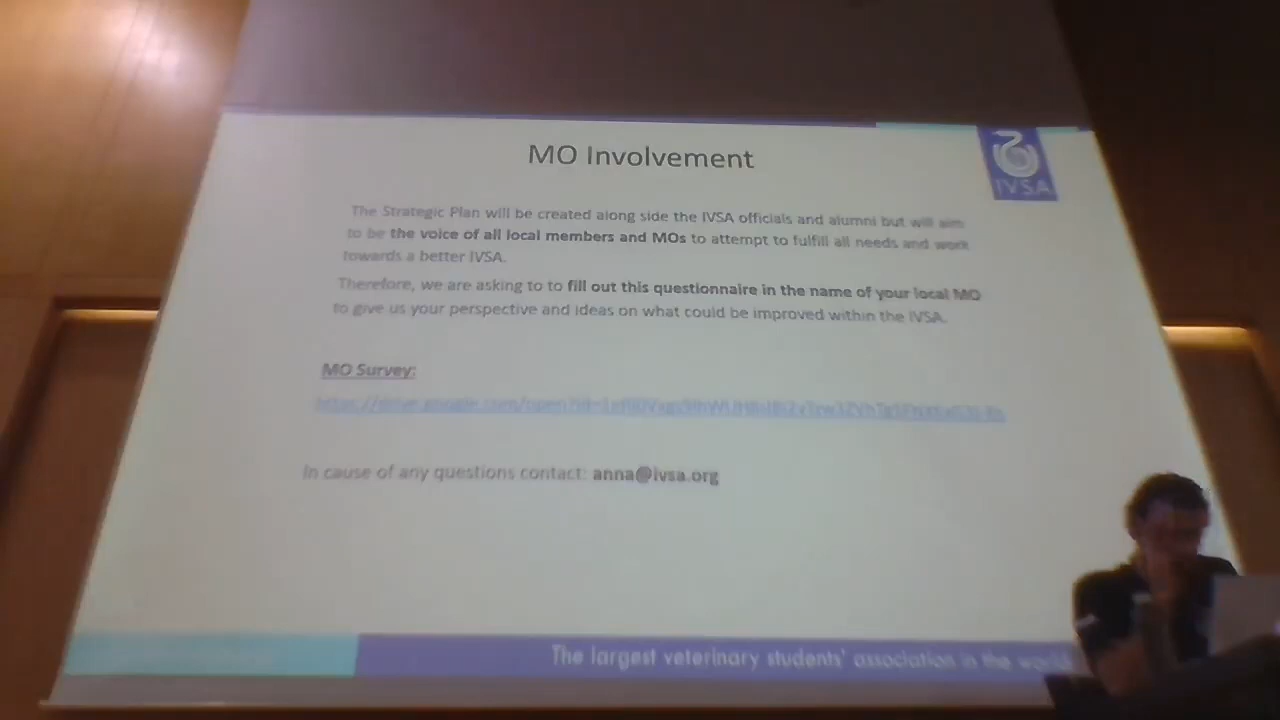 MO Involvement
IVSA
The Strategic Plan will be created along side the IVSA officials and alumni but will aim
to be the voice of all local members and MOs to attempt to fulfill all needs and work
towards a better IVSA.
Therefore, we are asking to to fill out this questionnaire in the name of your local MO
to give us your perspective and ideas on what could be improved within the IVSA.
MO Survey:
In cause of any questions contact: anna@ivsa.org
The largest veterinary students' association in the world